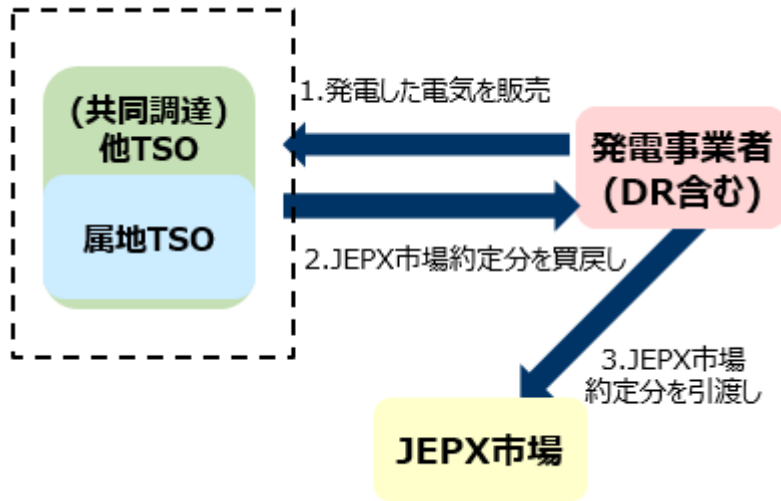 (共同調達)
他TSO
属地TSO
1.発電した電気を販売
発電事業者
(DR含む)
2.JEPX市場約定分を買戻し
3.JEPX市場
約定分を引渡し
JEPX市場